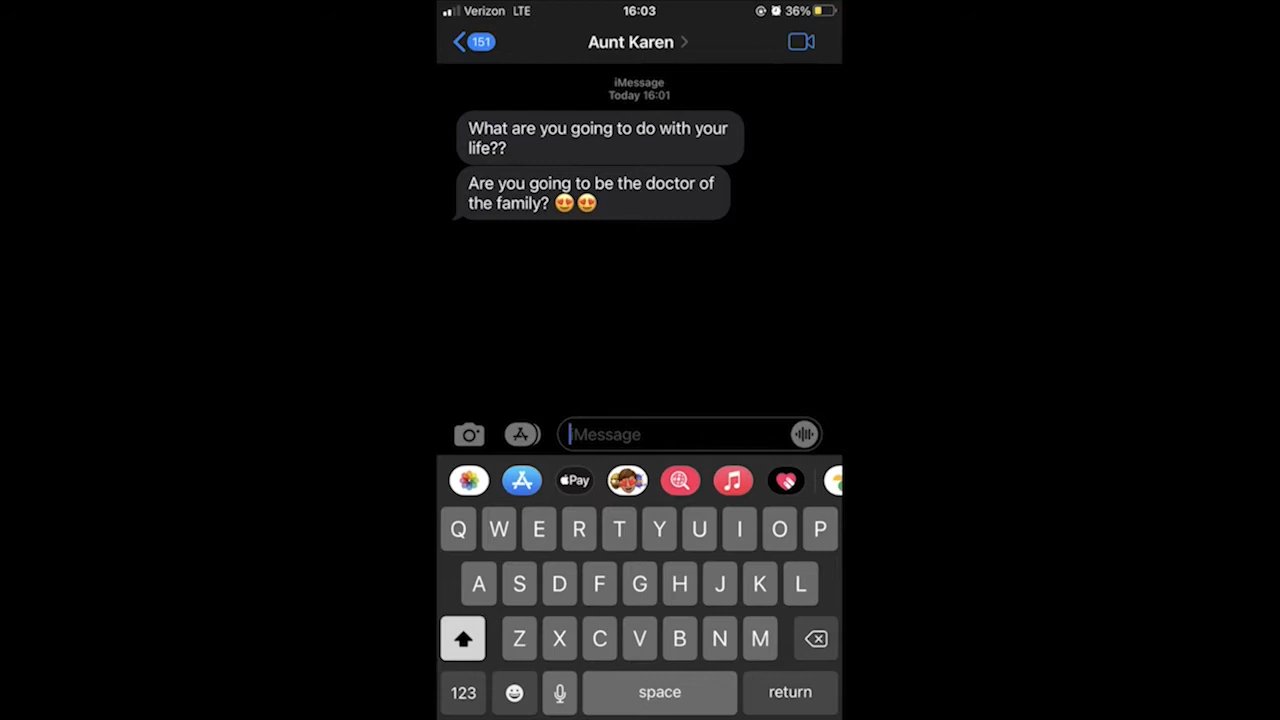 Verizon LTE 16:03 36%
151 Aunt Karen
iMessage
Today 16:01
What are you going to do with your
life??
Are you going to be the doctor of
the family? 😍😍
iMessage
Pay
Q W E R T Y U I O P
A S D F G H J K L
Z X C V B N M
123 space return